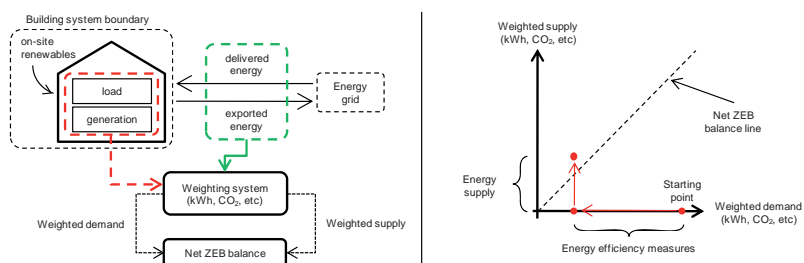 Building system boundary
on-site
renewables
load
generation
delivered
energy
exported
energy
Energy
grid
Weighting system
(kWh, CO₂, etc)
Weighted demand
Weighted supply
Net ZEB balance
Weighted supply
(kWh, CO₂, etc)
Net ZEB
balance line
Energy
supply
Starting
point
Weighted demand
(kWh, CO₂, etc)
Energy efficiency measures